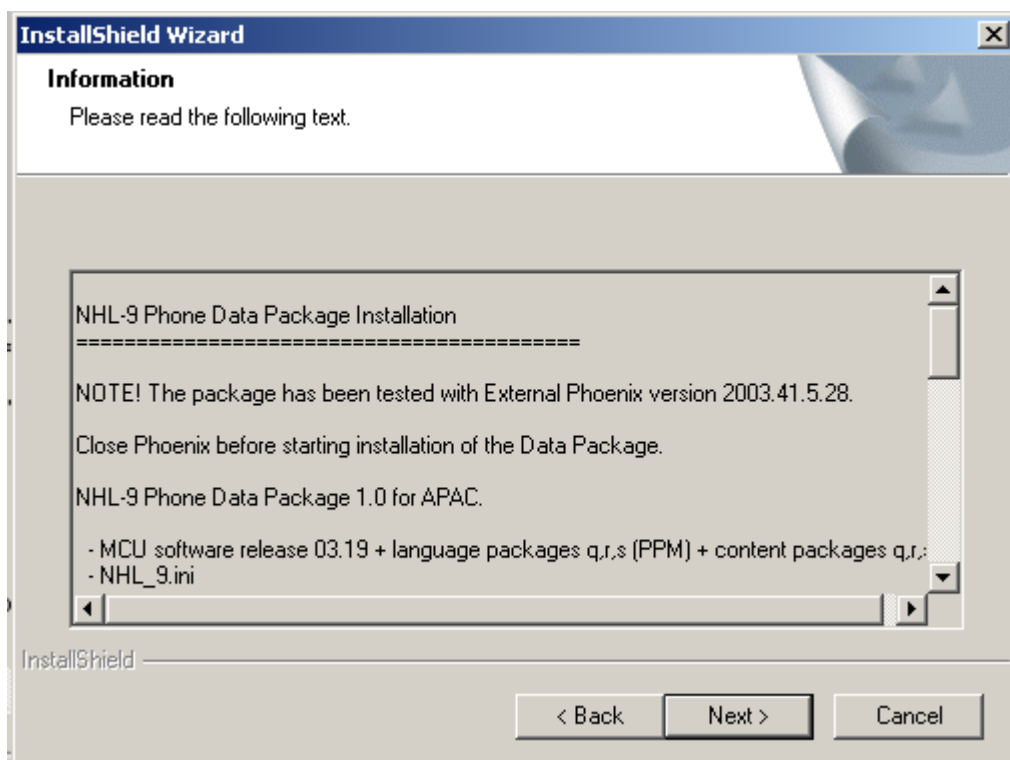 InstallShield Wizard
Information
Please read the following text.
NHL-9 Phone Data Package Installation
==========================================
NOTE! The package has been tested with External Phoenix version 2003.41.5.28.
Close Phoenix before starting installation of the Data Package.
NHL-9 Phone Data Package 1.0 for APAC.
- MCU software release 03.19 + language packages q,r,s (PPM) + content packages q,r,
- NHL_9.ini
InstallShield
< Back
Next >
Cancel